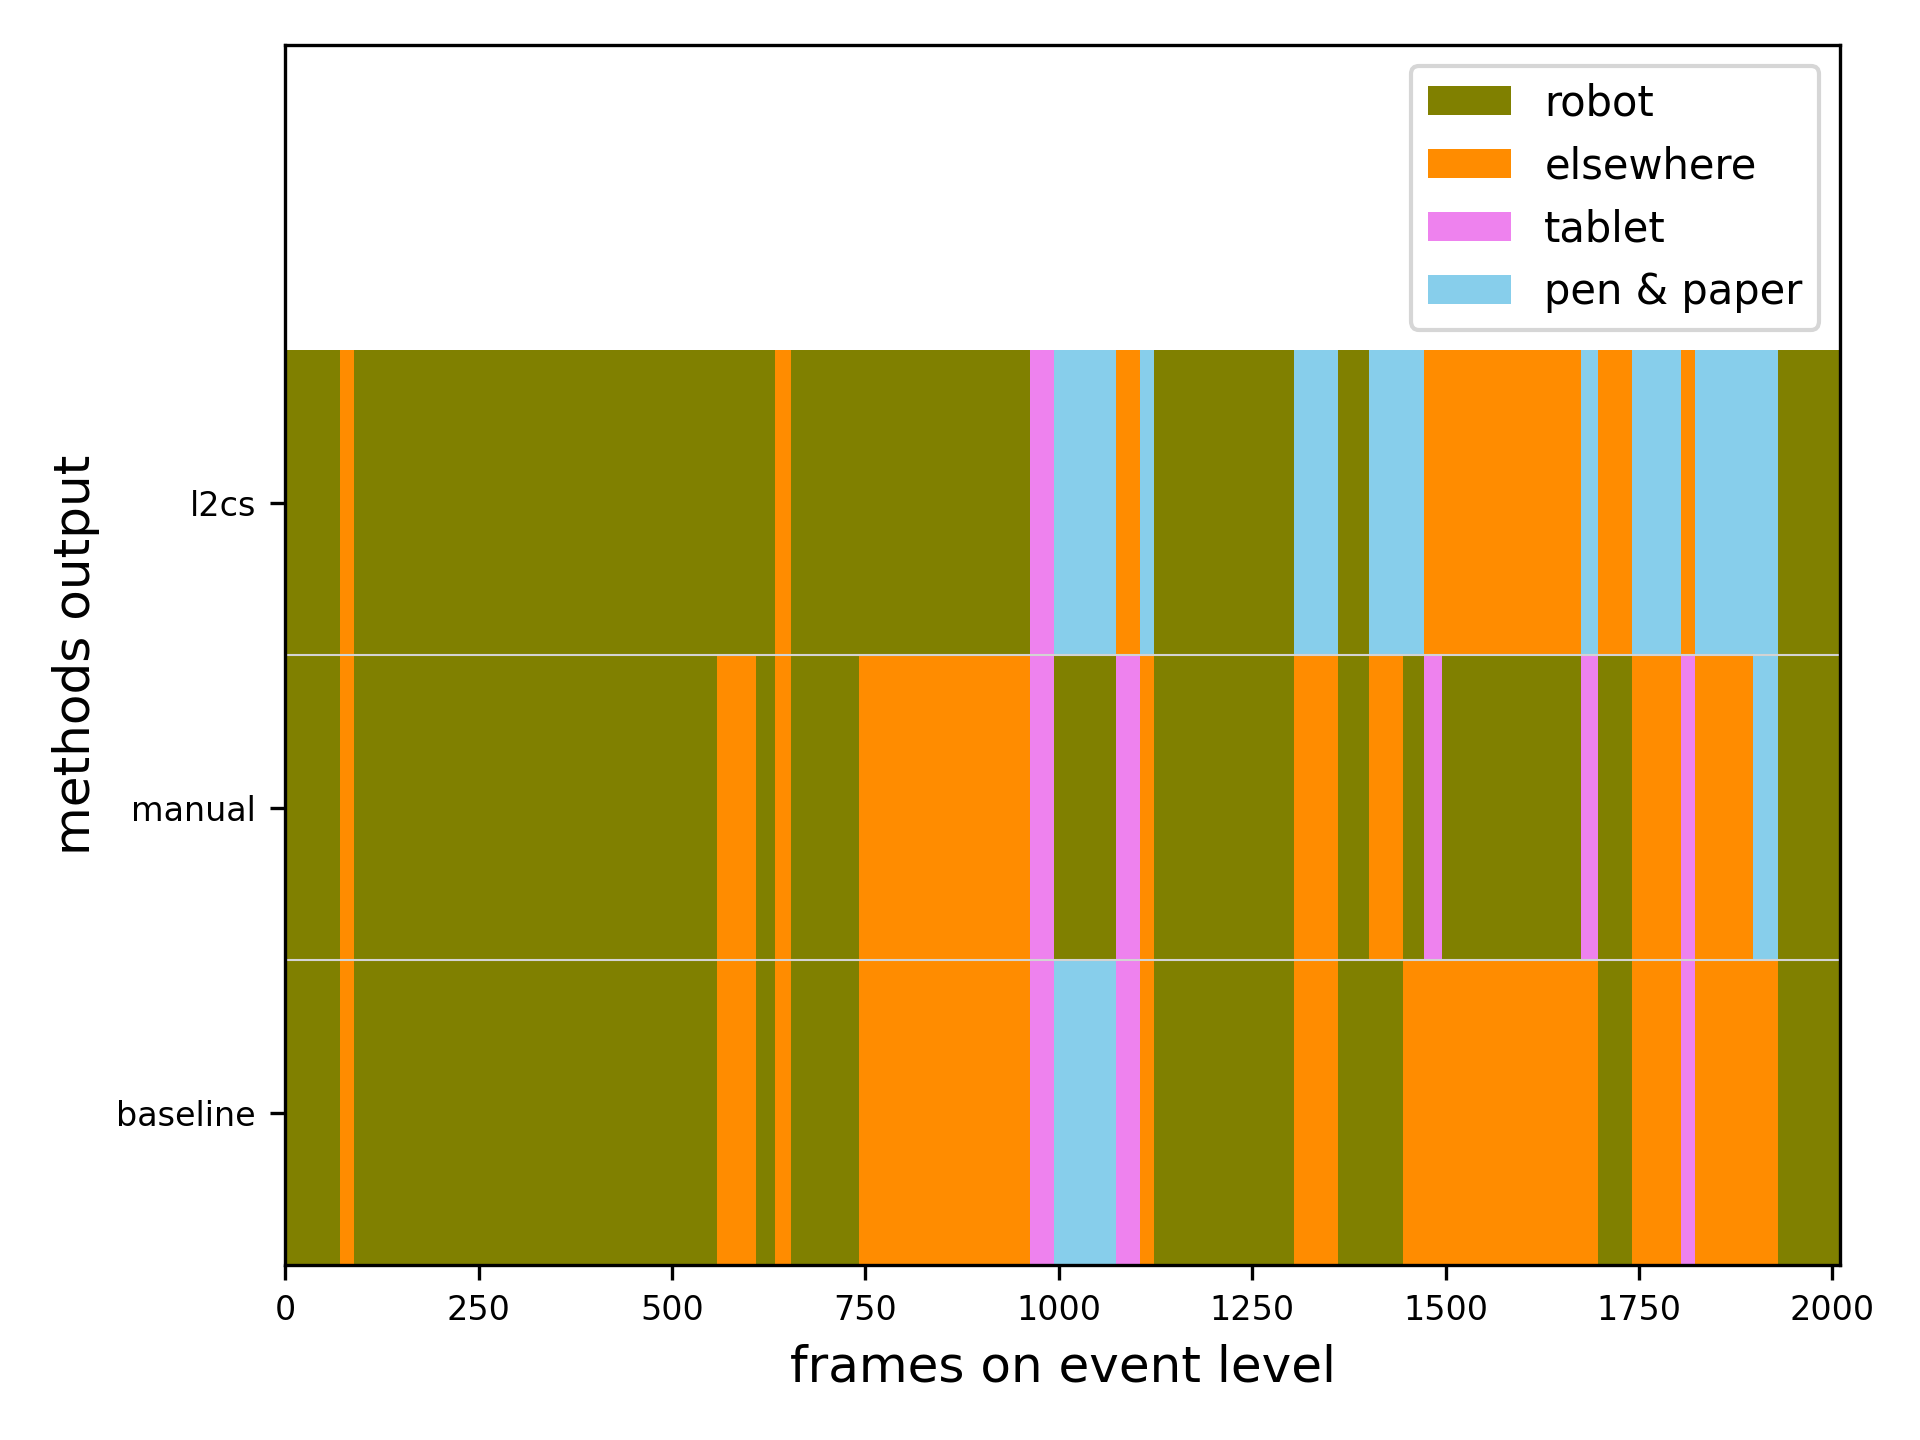 robot
elsewhere
tablet
pen & paper
methods output
l2cs
manual
baseline
0 250 500 750 1000 1250 1500 1750 2000
frames on event level